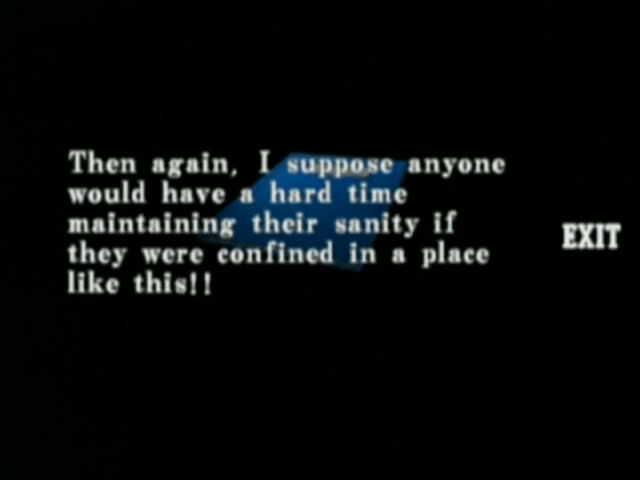 Then again, I suppose anyone
would have a hard time
maintaining their sanity if
they were confined in a place
like this!!
EXIT